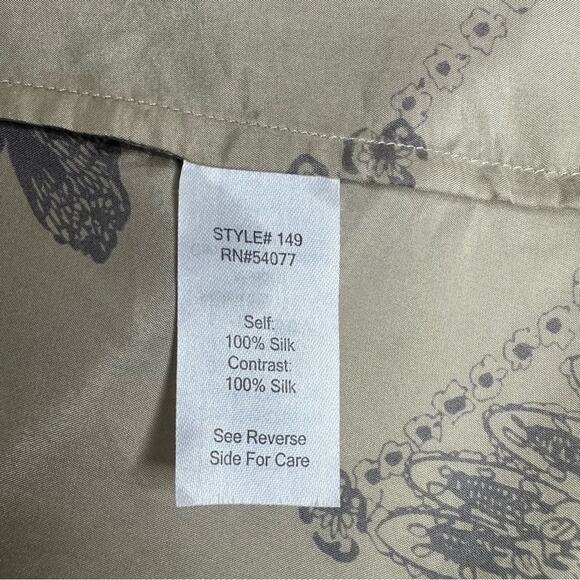 STYLE# 149
RN#54077
Self:
100% Silk
Contrast:
100% Silk
See Reverse
Side For Care